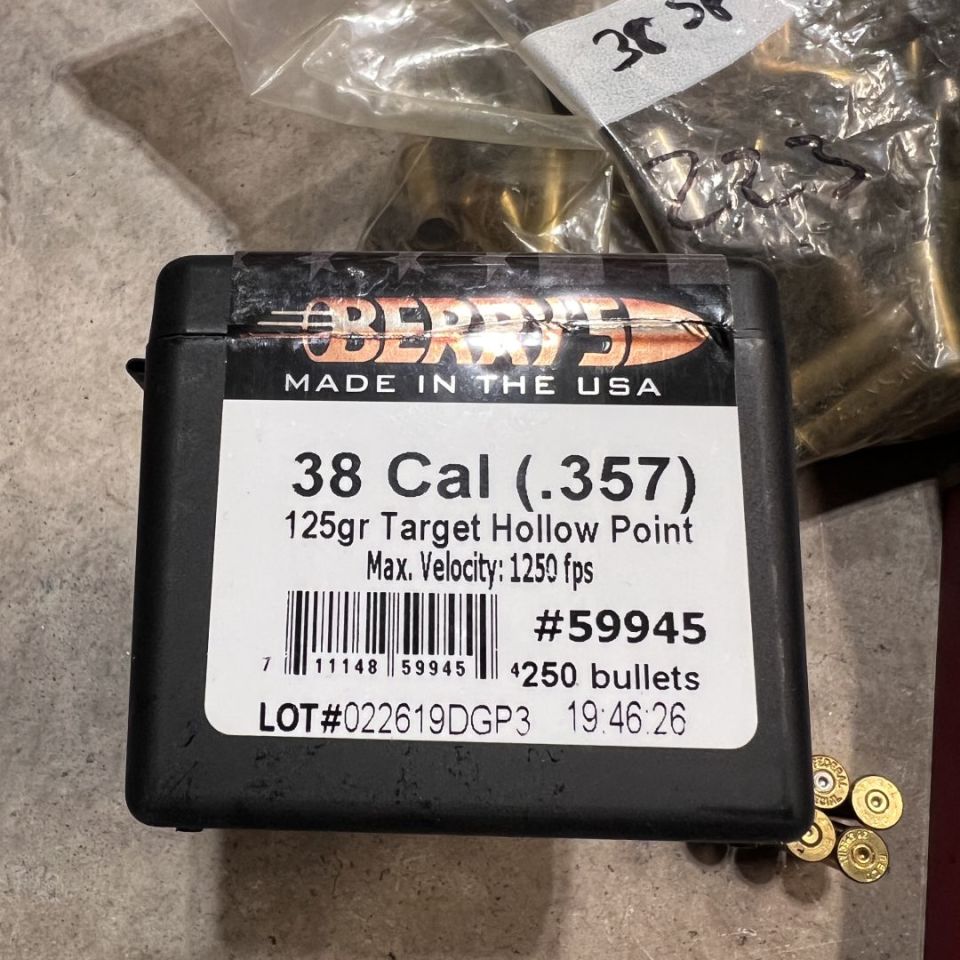 38 SP
223
BERRY'S
MADE IN THE USA
38 Cal (.357)
125gr Target Hollow Point
Max. Velocity: 1250 fps
#59945
7 11148 59945 4
250 bullets
LOT#022619DGP3 19:46:26
FEDERAL